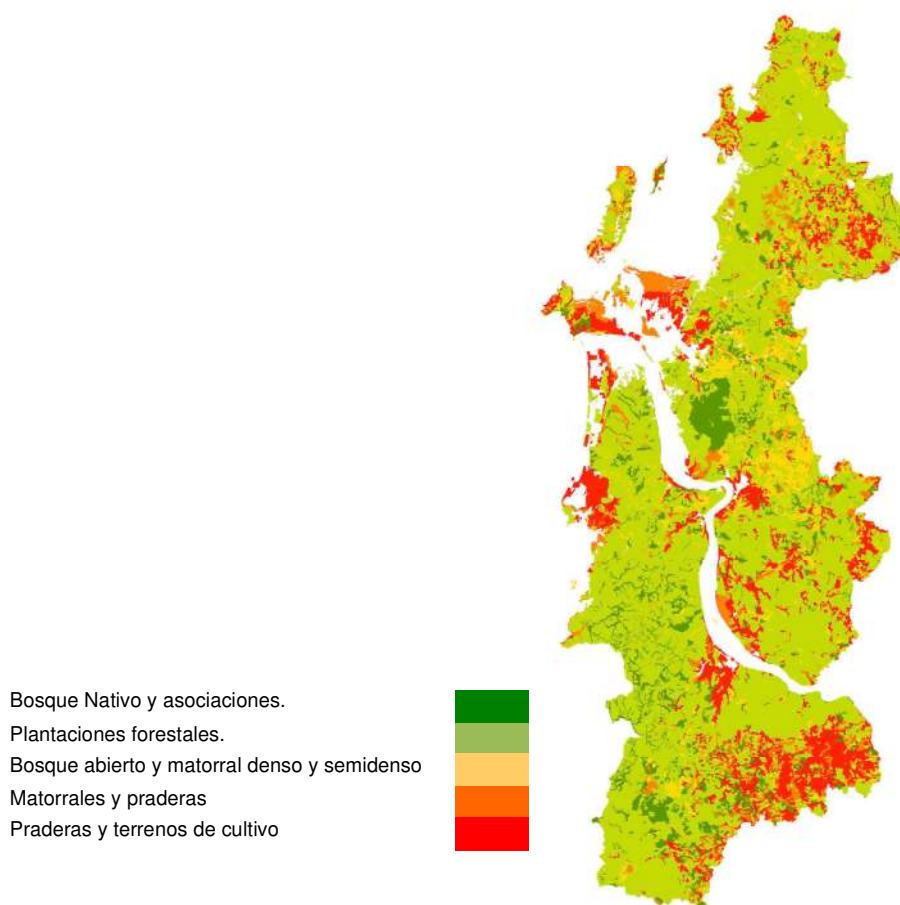 Bosque Nativo y asociaciones.
Plantaciones forestales.
Bosque abierto y matorral denso y semidenso
Matorrales y praderas
Praderas y terrenos de cultivo